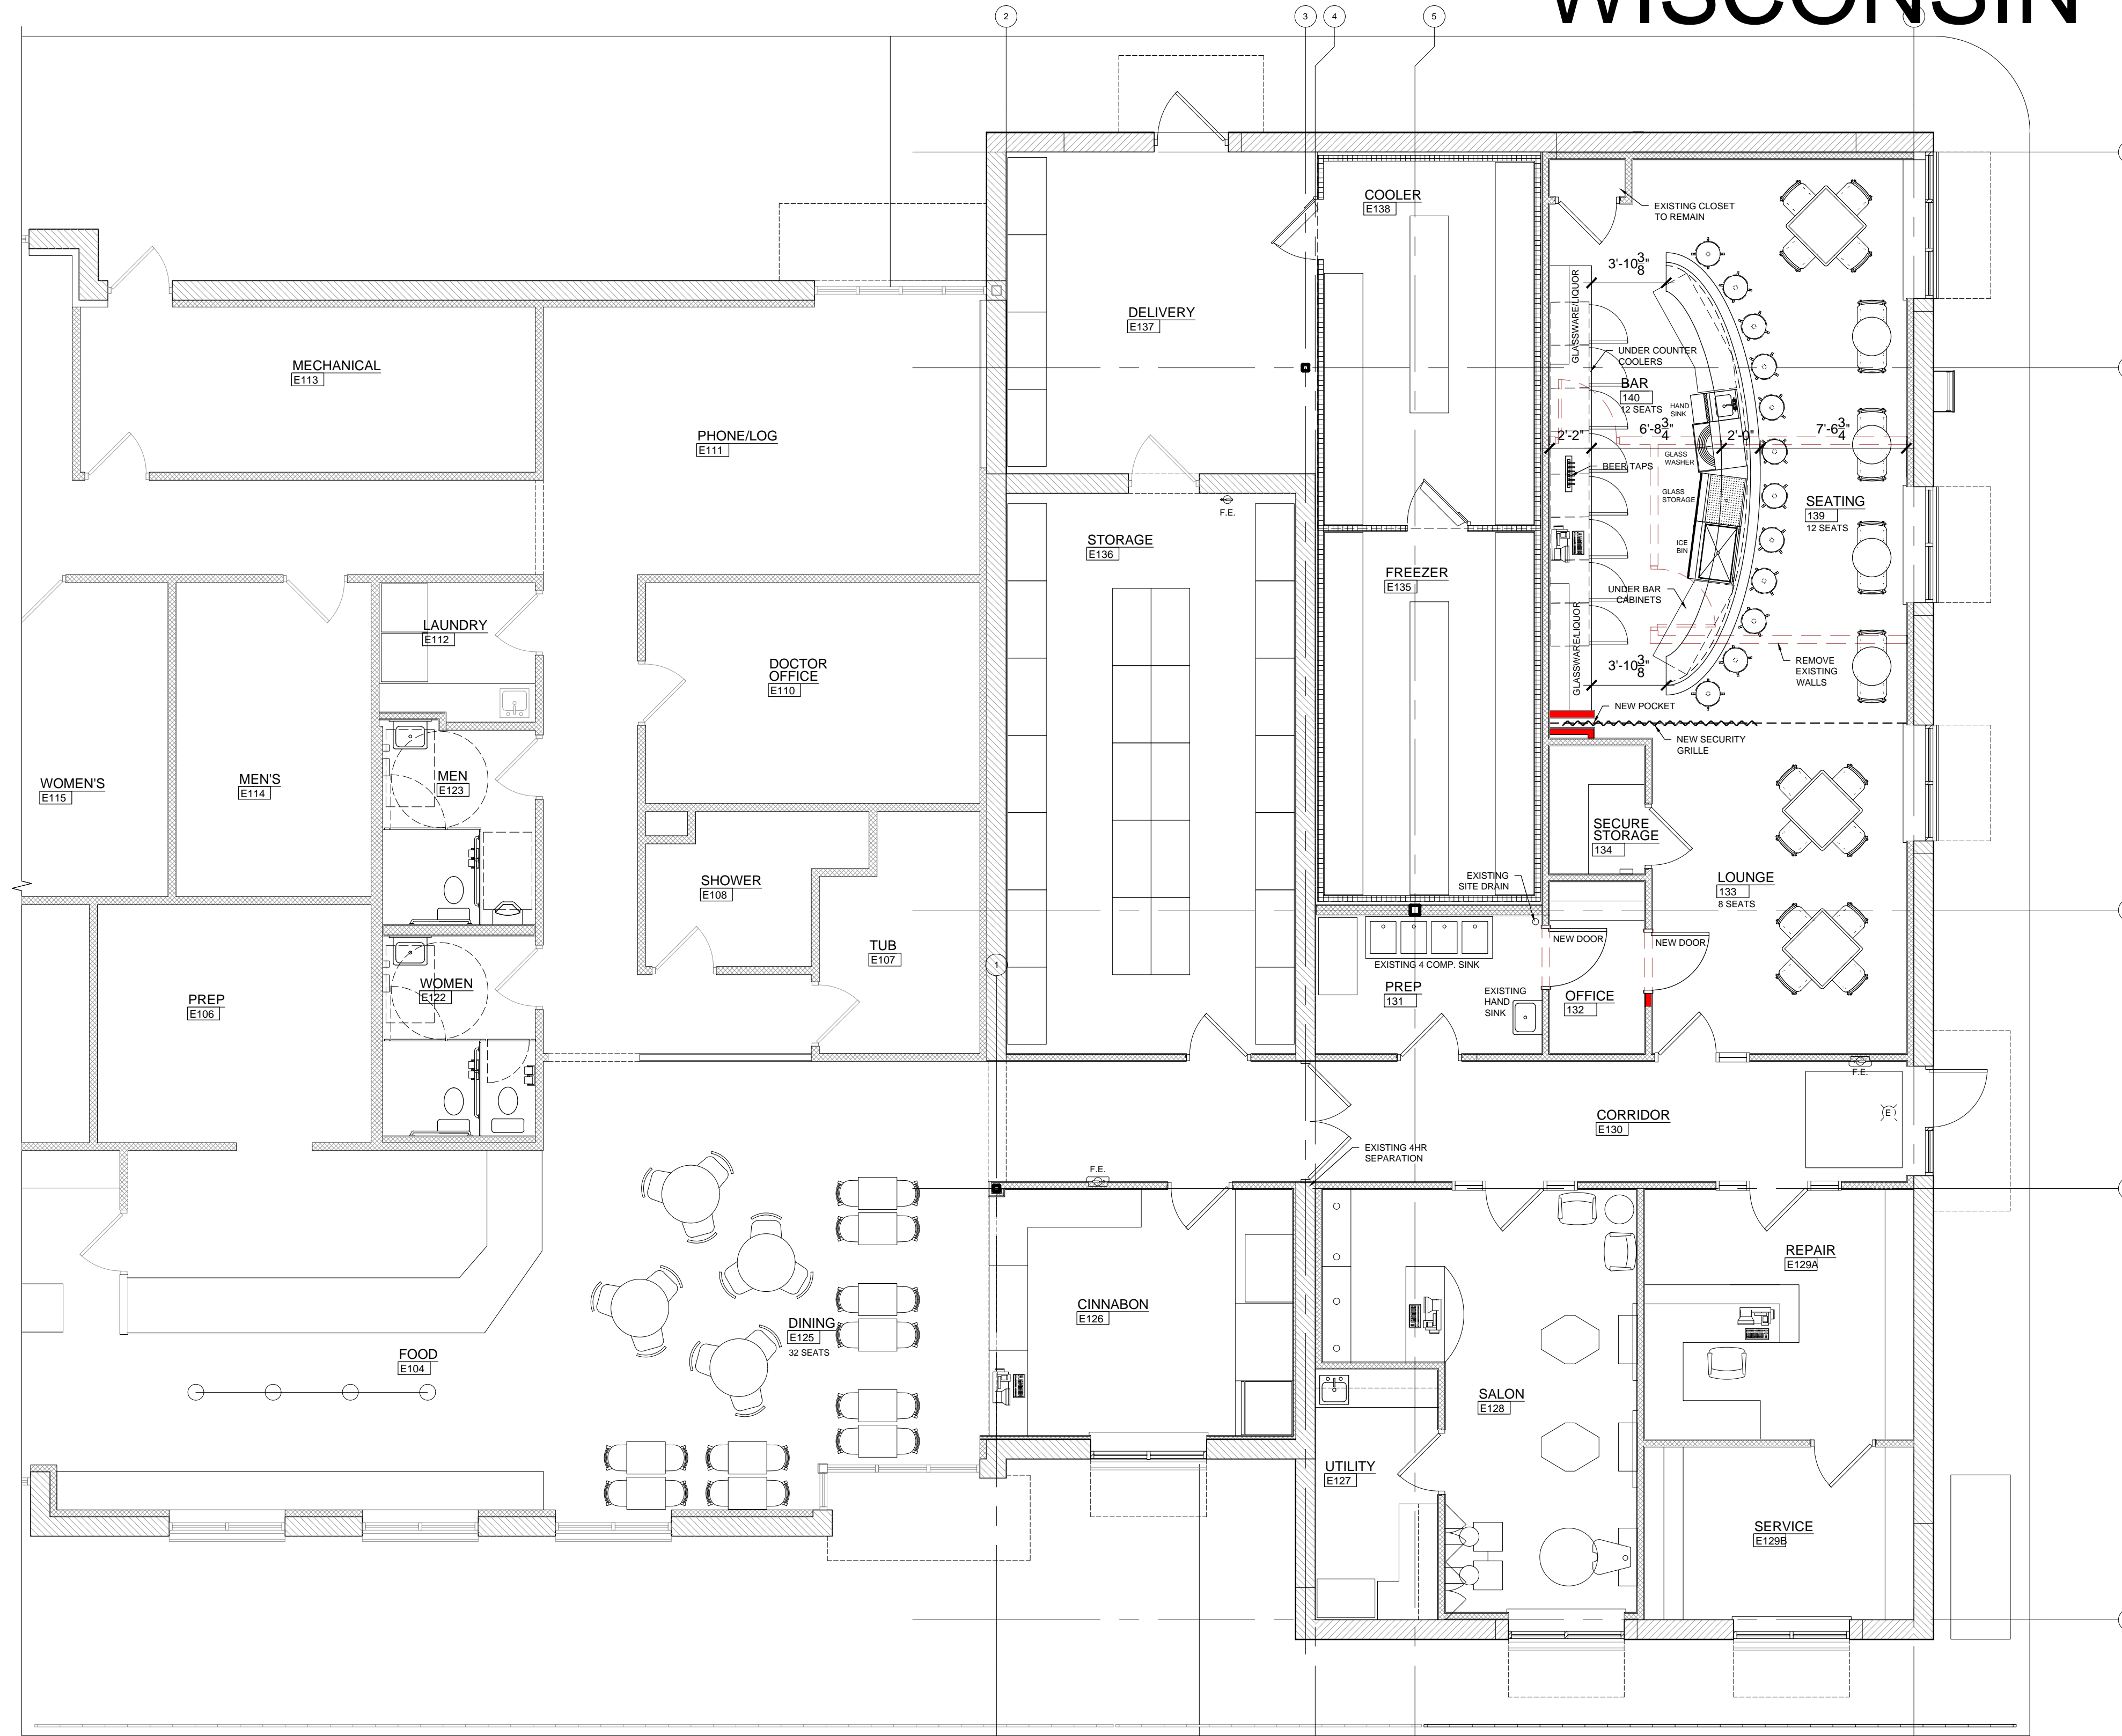 WISCONSIN
2
3
4
5
COOLER
E138
EXISTING CLOSET
TO REMAIN
3'-10 3/8"
GLASSWARE/LIQUOR
DELIVERY
E137
UNDER COUNTER
COOLERS
MECHANICAL
E113
BAR
140
12 SEATS
HAND
SINK
PHONE/LOG
E111
2'-2"
6'-8 3/4"
2'-0"
7'-6 3/4"
GLASS
WASHER
BEER TAPS
GLASS
STORAGE
SEATING
139
12 SEATS
F.E.
STORAGE
E136
ICE
BIN
FREEZER
E135
UNDER BAR
CABINETS
GLASSWARE/LIQUOR
LAUNDRY
E112
DOCTOR
OFFICE
E110
3'-10 3/8"
REMOVE
EXISTING
WALLS
NEW POCKET
NEW SECURITY
GRILLE
WOMEN'S
E115
MEN'S
E114
MEN
E123
SECURE
STORAGE
134
SHOWER
E108
EXISTING
SITE DRAIN
LOUNGE
133
8 SEATS
TUB
E107
1
NEW DOOR
NEW DOOR
EXISTING 4 COMP. SINK
PREP
E106
WOMEN
E122
PREP
131
EXISTING
HAND
SINK
OFFICE
132
F.E.
CORRIDOR
E130
E
EXISTING 4HR
SEPARATION
F.E.
REPAIR
E129A
CINNABON
E126
DINING
E125
32 SEATS
FOOD
E104
SALON
E128
UTILITY
E127
SERVICE
E129B